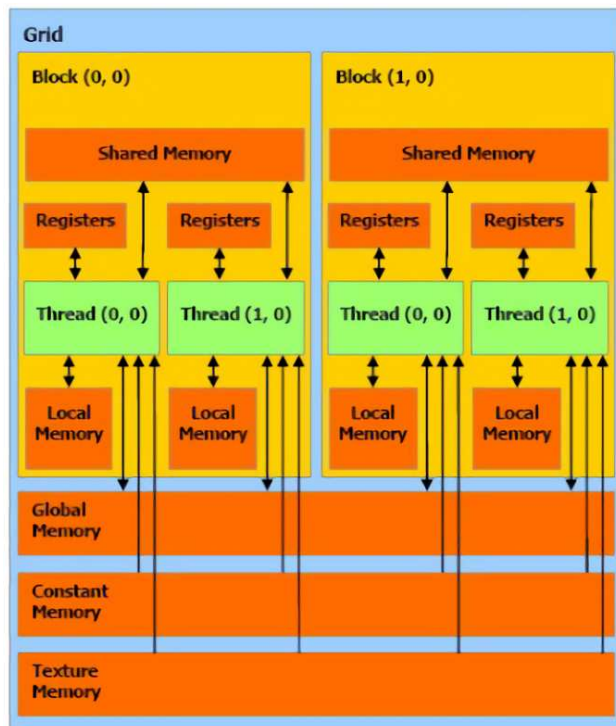 Grid
Block (0, 0)
Block (1, 0)
Shared Memory
Shared Memory
Registers
Registers
Registers
Registers
Thread (0, 0)
Thread (1, 0)
Thread (0, 0)
Thread (1, 0)
Local
Memory
Local
Memory
Local
Memory
Local
Memory
Global
Memory
Constant
Memory
Texture
Memory